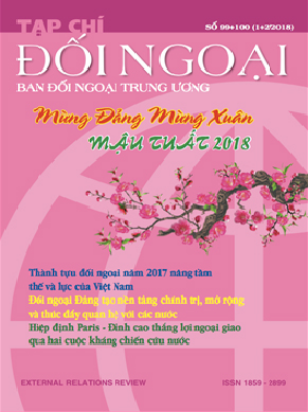 TẠP CHÍ
SỐ 99+100 (1+2/2018)
ĐỐI NGOẠI
BAN ĐỐI NGOẠI TRUNG ƯƠNG
Mừng Đảng Mừng Xuân
MẬU TUẤT 2018
Thành tựu đối ngoại năm 2017 nâng tầm
thế và lực của Việt Nam
Đối ngoại Đảng tạo nền tảng chính trị, mở rộng
và thúc đẩy quan hệ với các nước
Hiệp định Paris - Đỉnh cao thắng lợi ngoại giao
qua hai cuộc kháng chiến cứu nước
EXTERNAL RELATIONS REVIEW
ISSN 1859 - 1899